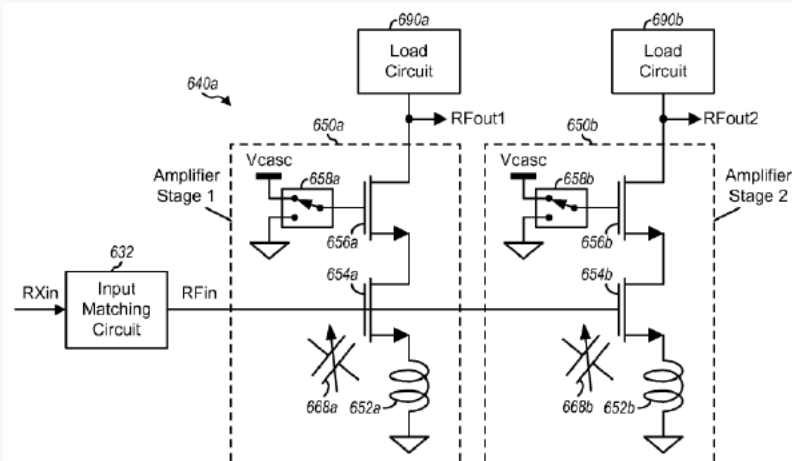 690a
690b
Load
Circuit
Load
Circuit
640a
RFout1
RFout2
650a
650b
Vcasc
Vcasc
658a
658b
Amplifier
Stage 1
Amplifier
Stage 2
656a
656b
632
654a
654b
RXin
Input
Matching
Circuit
RFin
668a
652a
668b
652b